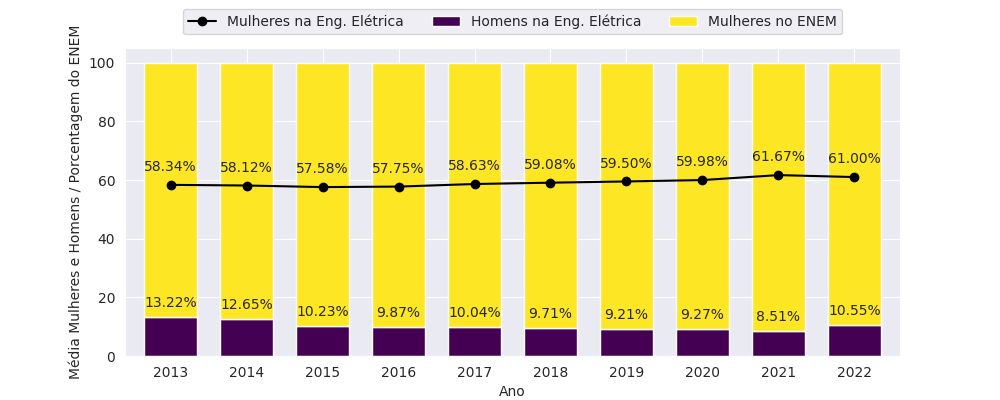 Mulheres na Eng. Elétrica Homens na Eng. Elétrica Mulheres no ENEM
Média Mulheres e Homens / Porcentagem do ENEM
100
80
60
40
20
0
58.34% 58.12% 57.58% 57.75% 58.63% 59.08% 59.50% 59.98% 61.67% 61.00%
13.22% 12.65% 10.23% 9.87% 10.04% 9.71% 9.21% 9.27% 8.51% 10.55%
2013 2014 2015 2016 2017 2018 2019 2020 2021 2022
Ano